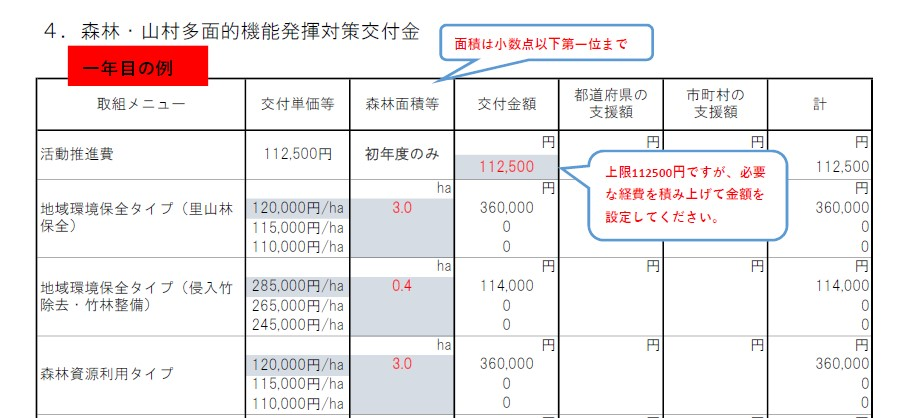 ４．森林・山村多面的機能発揮対策交付金
面積は小数点以下第一位まで
一年目の例
取組メニュー 交付単価等 森林面積等 交付金額 都道府県の支援額 市町村の支援額 計
円 円 円 円
活動推進費 112,500円 初年度のみ 112,500 112,500
上限112500円ですが、必要
な経費を積み上げて金額を
設定してください。
ha 円 円
地域環境保全タイプ（里山林 120,000円/ha 3.0 360,000 360,000
保全） 115,000円/ha 0 0
110,000円/ha 0 0
ha 円 円 円 円
地域環境保全タイプ（侵入竹 285,000円/ha 0.4 114,000 114,000
除去・竹林整備） 265,000円/ha 0 0
245,000円/ha 0 0
ha 円 円 円 円
120,000円/ha 3.0 360,000 360,000
森林資源利用タイプ 115,000円/ha 0 0
110,000円/ha 0 0